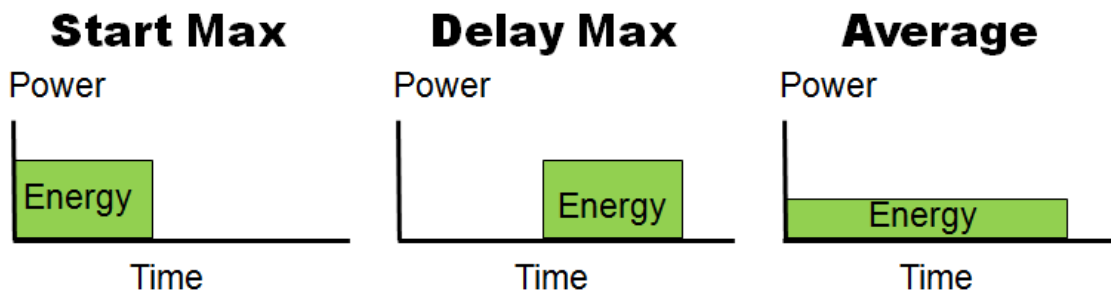 Start Max
Delay Max
Average
Power
Power
Power
Energy
Energy
Energy
Time
Time
Time